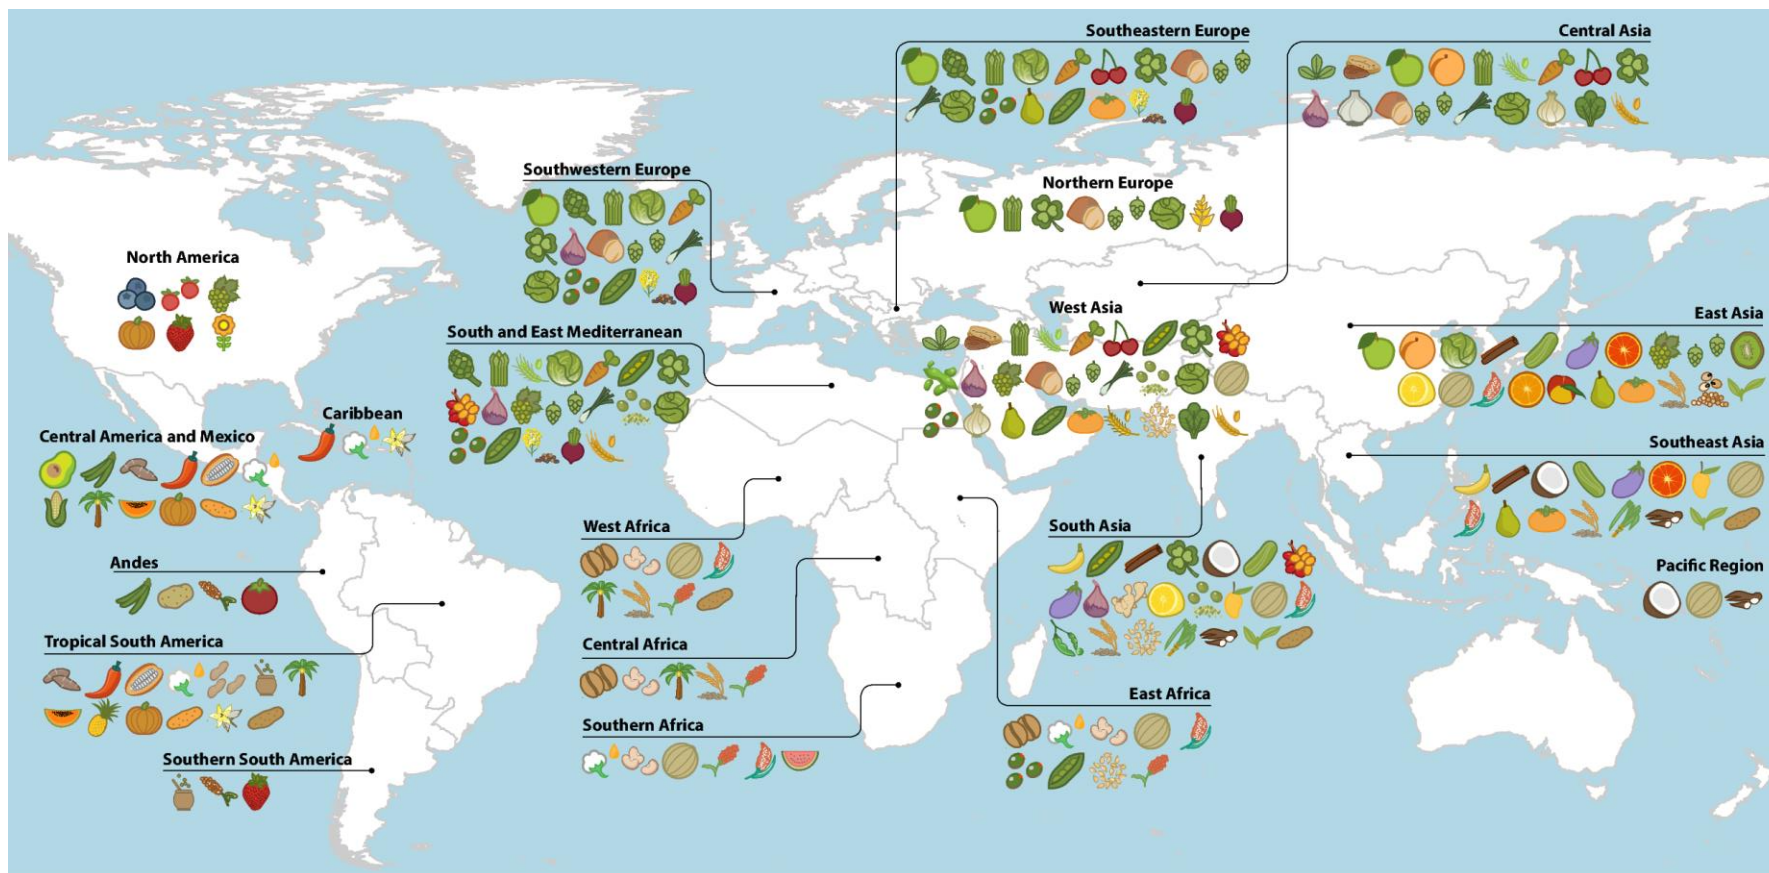 Southeastern Europe
Central Asia
Southwestern Europe
Northern Europe
North America
West Asia
East Asia
South and East Mediterranean
Caribbean
Central America and Mexico
Southeast Asia
West Africa
South Asia
Andes
Pacific Region
Tropical South America
Central Africa
East Africa
Southern Africa
Southern South America